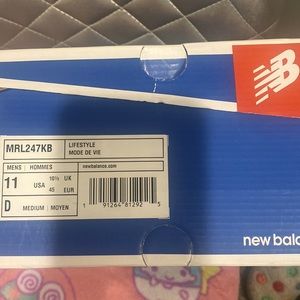 NB
MRL247KB
LIFESTYLE
MODE DE VIE
MENS | HOMMES
newbalance.com
11 USA 10½ UK
45 EUR
D MEDIUM | MOYEN
1 91264 81292 5
new bala